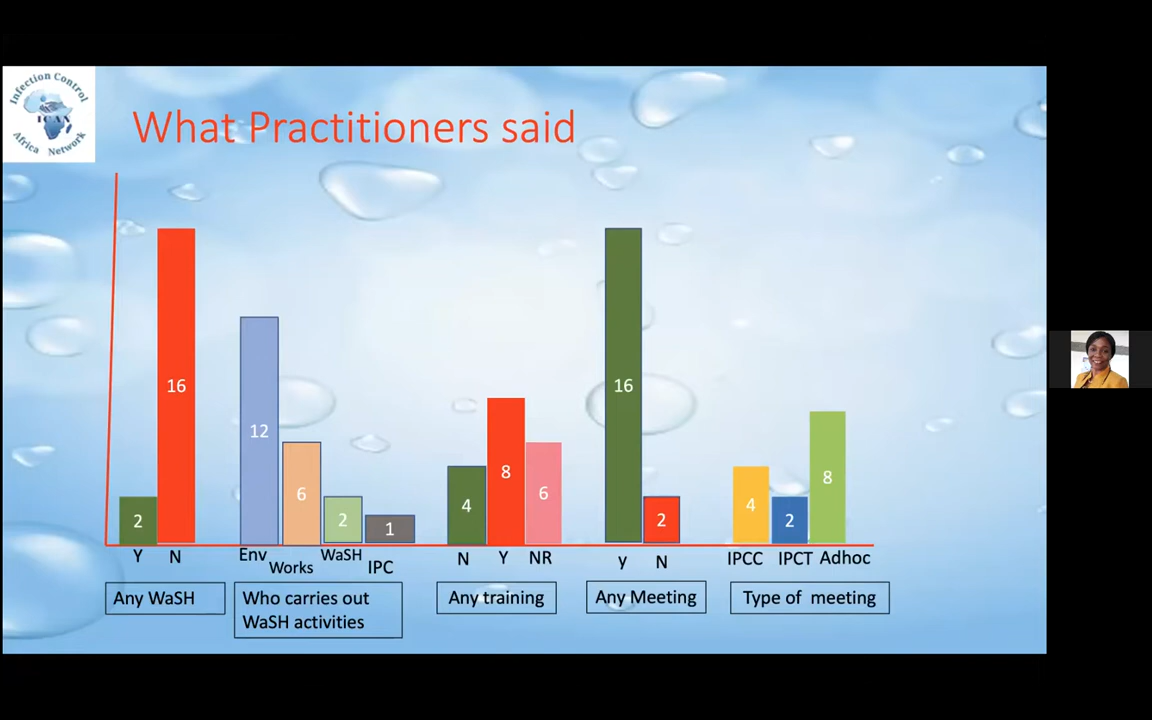 Infection Control
ICAN
Africa Network
What Practitioners said
2
16
12
6
2
1
4
8
6
16
2
4
2
8
Y N
Env Works WaSH IPC
N Y NR
y N
IPCC IPCT Adhoc
Any WaSH
Who carries out
WaSH activities
Any training
Any Meeting
Type of meeting